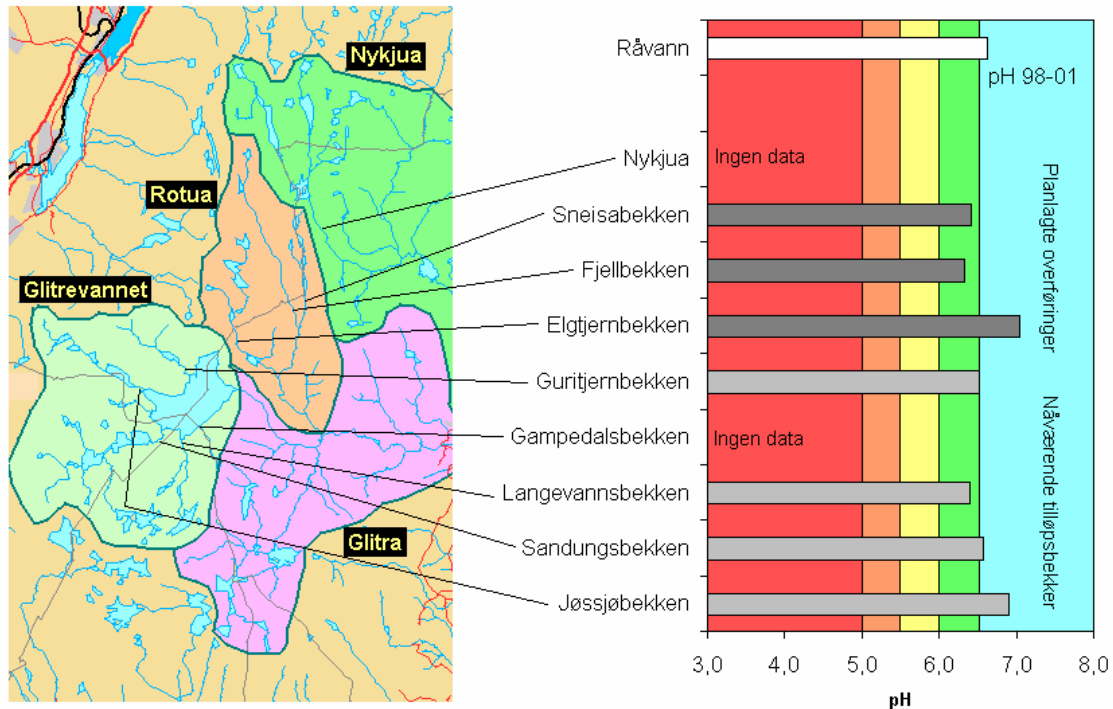 Nykjua
Rotua
Glitrevannet
Glitra
Råvann
Nykjua
Sneisabekken
Fjellbekken
Elgtjernbekken
Guritjernbekken
Gampedalsbekken
Langevannsbekken
Sandungsbekken
Jøssjøbekken
pH 98-01
Ingen data
Ingen data
Planlagte overføringer
Nåværende tilløpsbekker
3,0 4,0 5,0 6,0 7,0 8,0
pH